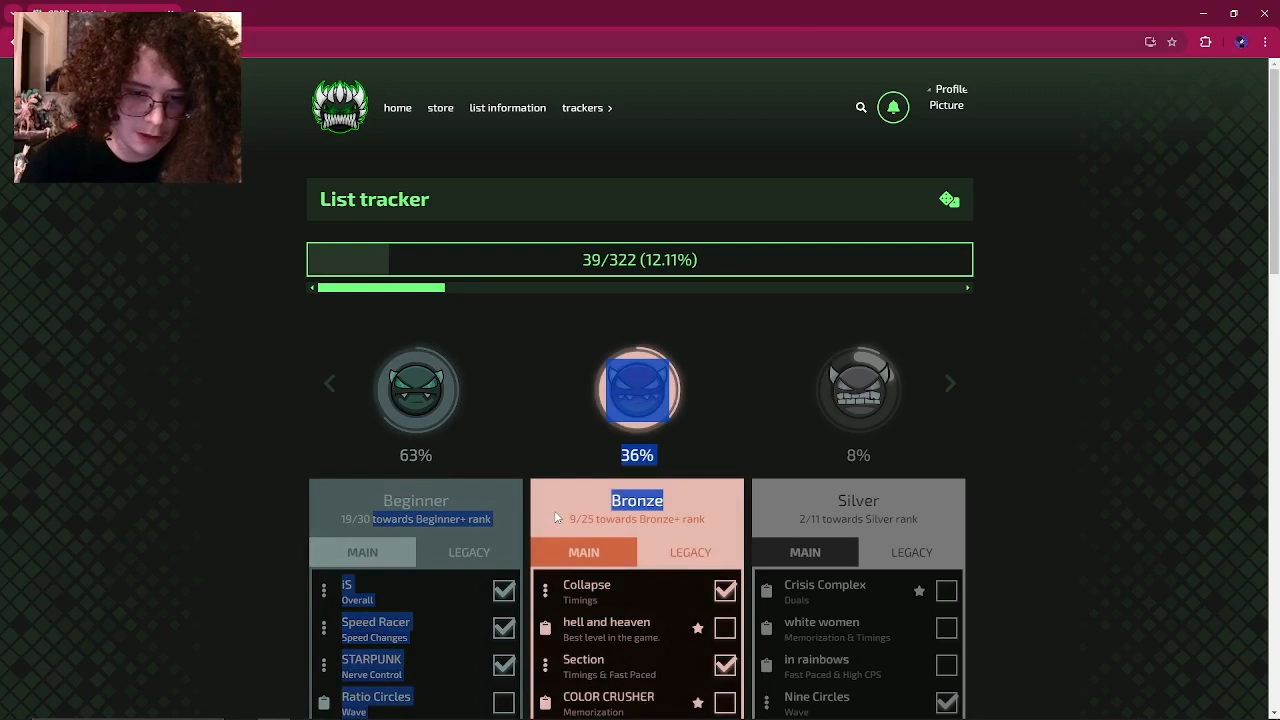 home
store
list information
trackers
Profile
Picture
List tracker
39/322 (12.11%)
63%
36%
8%
Beginner
19/30 towards Beginner+ rank
MAIN
LEGACY
iS
Overall
Speed Racer
Speed Changes
STARPUNK
Nerve Control
Ratio Circles
Wave
Bronze
9/25 towards Bronze+ rank
MAIN
LEGACY
Collapse
Timings
hell and heaven
Best level in the game.
Section
Timings & Fast Paced
COLOR CRUSHER
Memorization
Silver
2/11 towards Silver rank
MAIN
LEGACY
Crisis Complex
Duals
white women
Memorization & Timings
in rainbows
Fast Paced & High CPS
Nine Circles
Wave